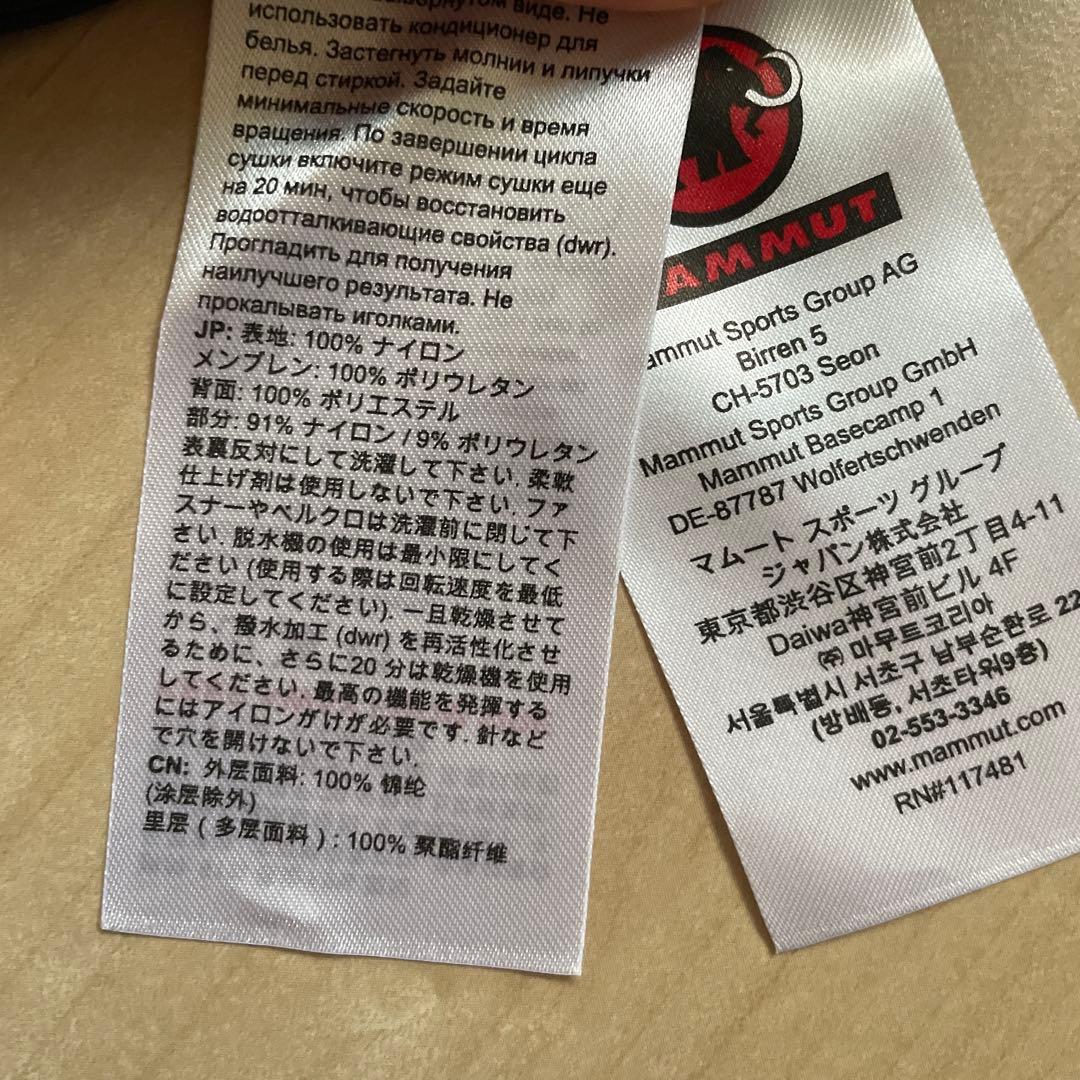 виде. Не
использовать кондиционер для
белья. Застегнуть молнии и липучки
перед стиркой. Задайте
минимальные скорость и время
вращения. По завершении цикла
сушки включите режим сушки еще
на 20 мин, чтобы восстановить
водоотталкивающие свойства (dwr).
Прогладить для получения
наилучшего результата. Не
прокалывать иголками.
JP: 表地: 100% ナイロン
メンブレン: 100% ポリウレタン
背面: 100% ポリエステル
部分: 91% ナイロン / 9% ポリウレタン
表裏反対にして洗濯して下さい. 柔軟
仕上げ剤は使用しないで下さい. ファ
スナーやベルクロは洗濯前に閉じて下
さい. 脱水機の使用は最小限にしてく
ださい (使用する際は回転速度を最低
に設定してください). 一旦乾燥させて
から、撥水加工 (dwr) を再活性化させ
るために、さらに20 分は乾燥機を使用
してください. 最高の機能を発揮する
にはアイロンがけが必要です. 針など
で穴を開けないで下さい.
CN: 外层面料: 100% 锦纶
(涂层除外)
里层 ( 多层面料 ) : 100% 聚酯纤维
AMMUT
ammut Sports Group AG
Birren 5
CH-5703 Seon
Mammut Sports Group GmbH
Mammut Basecamp 1
DE-87787 Wolfertschwenden
マムート スポーツ グループ
ジャパン株式会社
東京都渋谷区神宮前2丁目4-11
Daiwa神宮前ビル 4F
㈜ 마무트코리아
서울특별시 서초구 남부순환로 22
(방배동, 서초타워9층)
02-553-3346
www.mammut.com
RN#117481